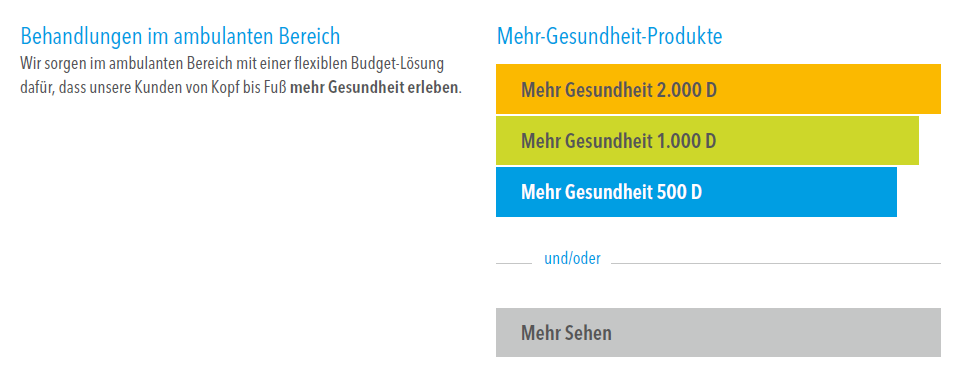 Behandlungen im ambulanten Bereich
Wir sorgen im ambulanten Bereich mit einer flexiblen Budget-Lösung
dafür, dass unsere Kunden von Kopf bis Fuß mehr Gesundheit erleben.
Mehr-Gesundheit-Produkte
Mehr Gesundheit 2.000 D
Mehr Gesundheit 1.000 D
Mehr Gesundheit 500 D
und/oder
Mehr Sehen